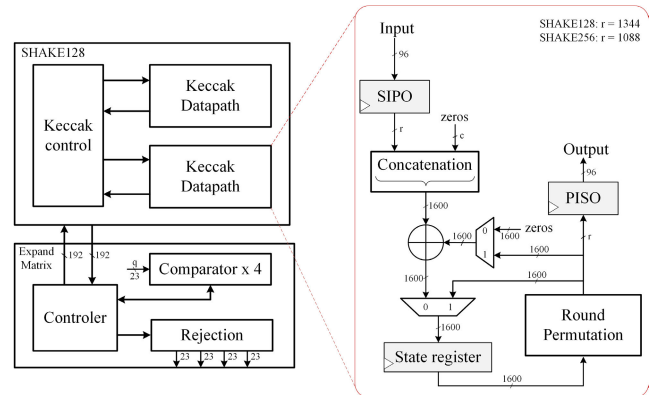 SHAKE128
Keccak
control
Keccak
Datapath
Keccak
Datapath
192
192
Expand
Matrix
Controler
q
23
Comparator x 4
Rejection
23
23
23
23
SHAKE128: r = 1344
SHAKE256: r = 1088
Input
96
SIPO
r
zeros
c
Concatenation
1600
1600
0
1
1600
zeros
1600
1600
1600
0 1
1600
State register
1600
Round
Permutation
r
PISO
96
Output